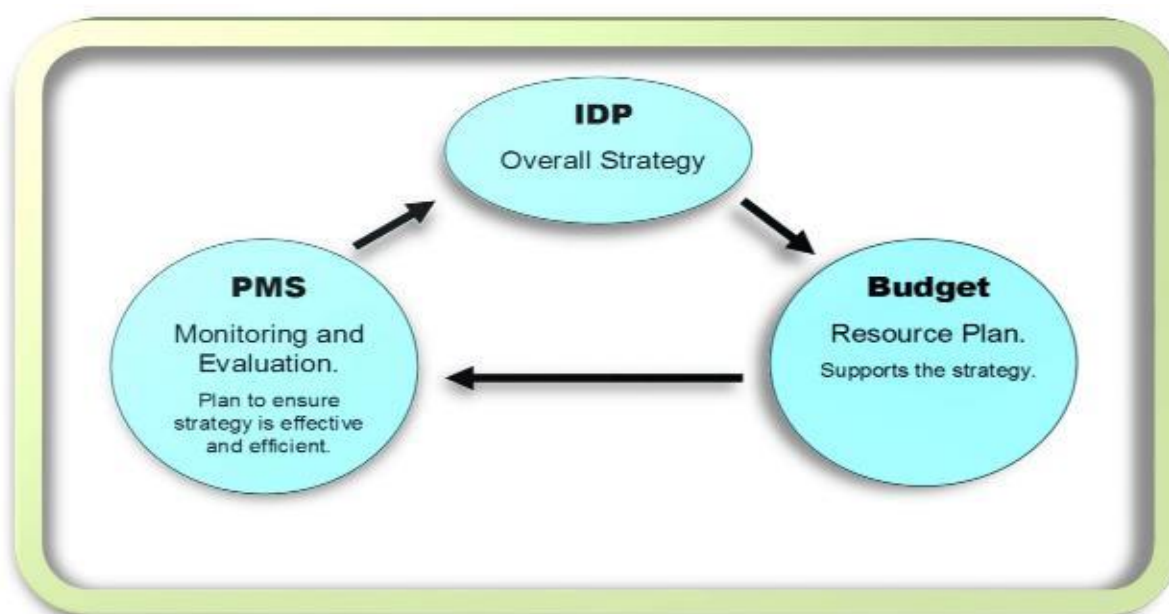 IDP
Overall Strategy
PMS
Monitoring and
Evaluation.
Plan to ensure
strategy is effective
and efficient.
Budget
Resource Plan.
Supports the strategy.